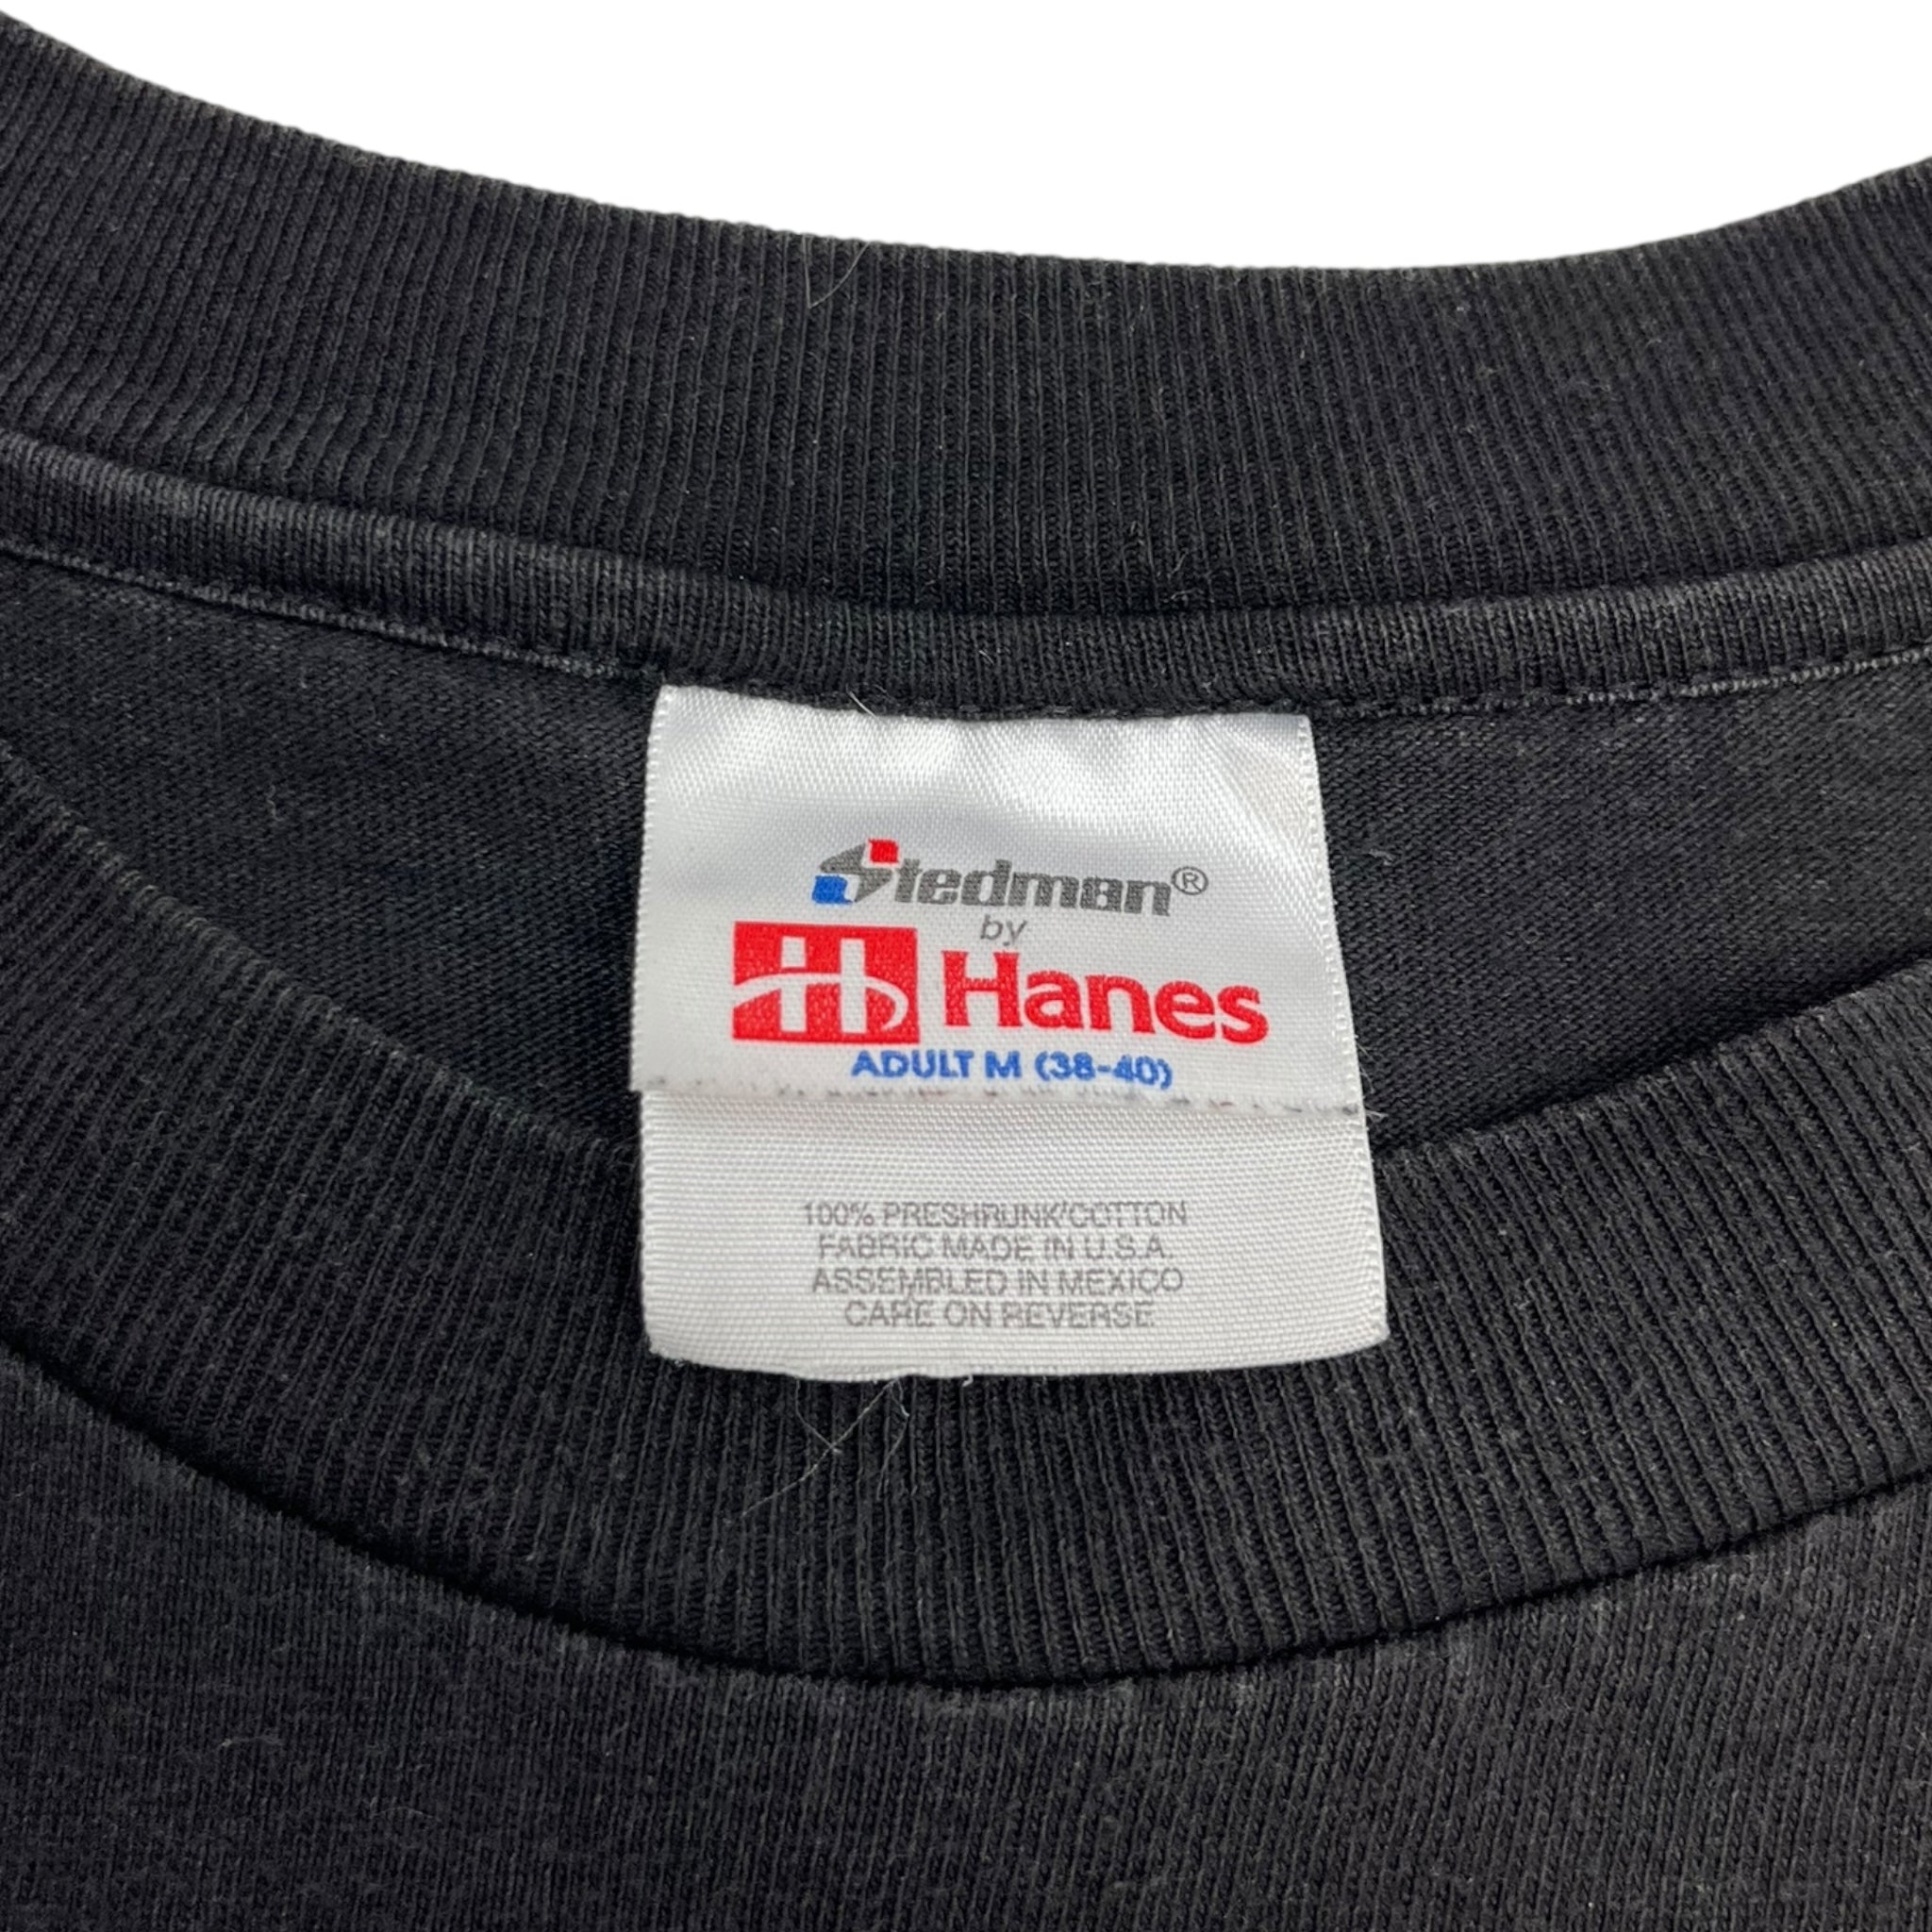 Stedman®
by
H Hanes
ADULT M (38-40)
100% PRESHRUNK COTTON
FABRIC MADE IN U.S.A.
ASSEMBLED IN MEXICO
CARE ON REVERSE